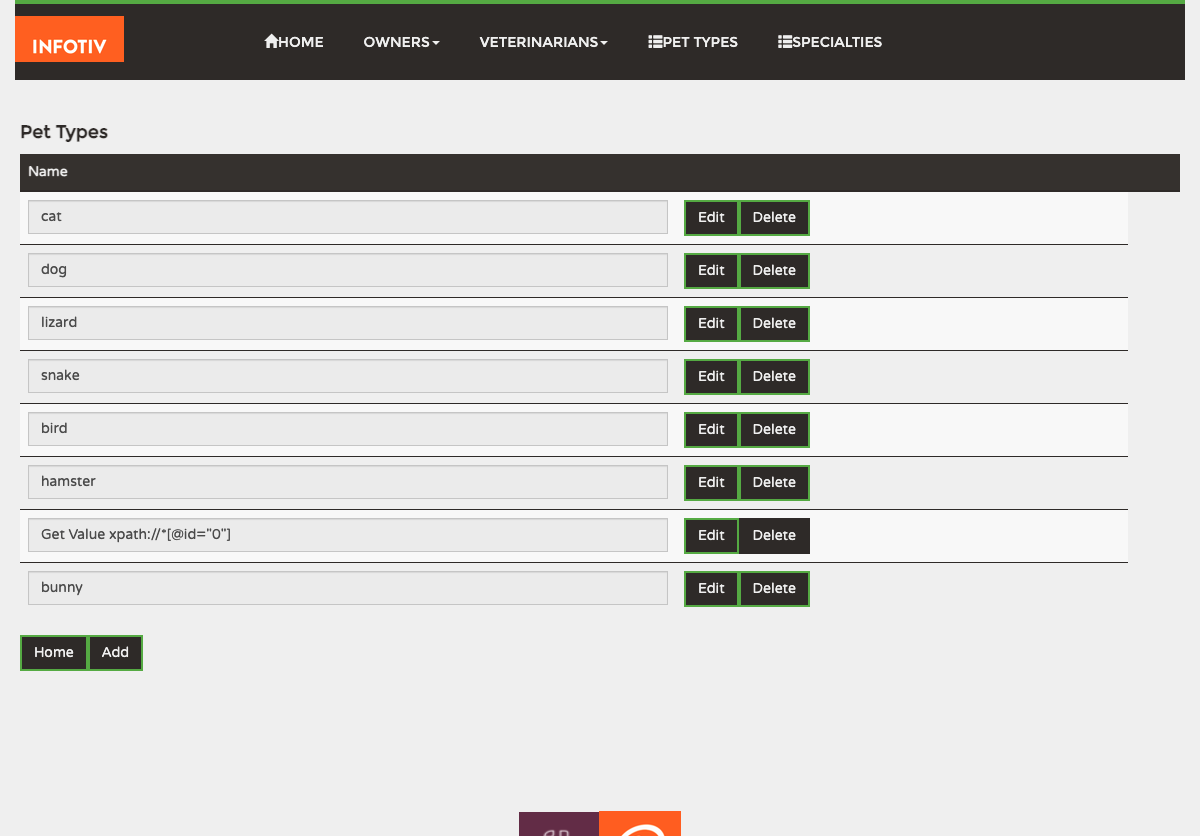 INFOTIV HOME OWNERS VETERINARIANS PET TYPES SPECIALTIES
Pet Types
Name
cat Edit Delete
dog Edit Delete
lizard Edit Delete
snake Edit Delete
bird Edit Delete
hamster Edit Delete
Get Value xpath://*[@id="0"] Edit Delete
bunny Edit Delete
Home Add